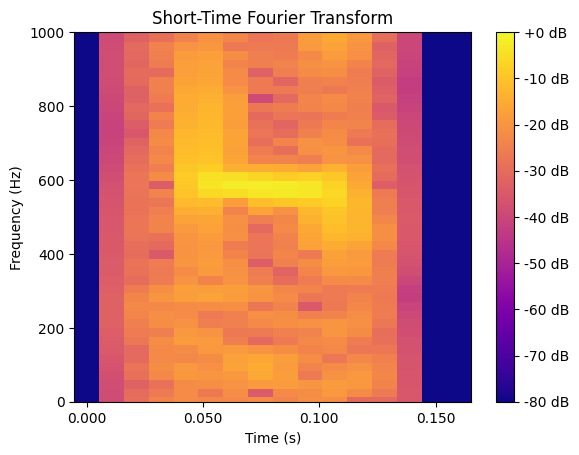 Short-Time Fourier Transform
1000
800
600
400
200
0
Frequency (Hz)
0.000
0.050
0.100
0.150
Time (s)
+0 dB
-10 dB
-20 dB
-30 dB
-40 dB
-50 dB
-60 dB
-70 dB
-80 dB